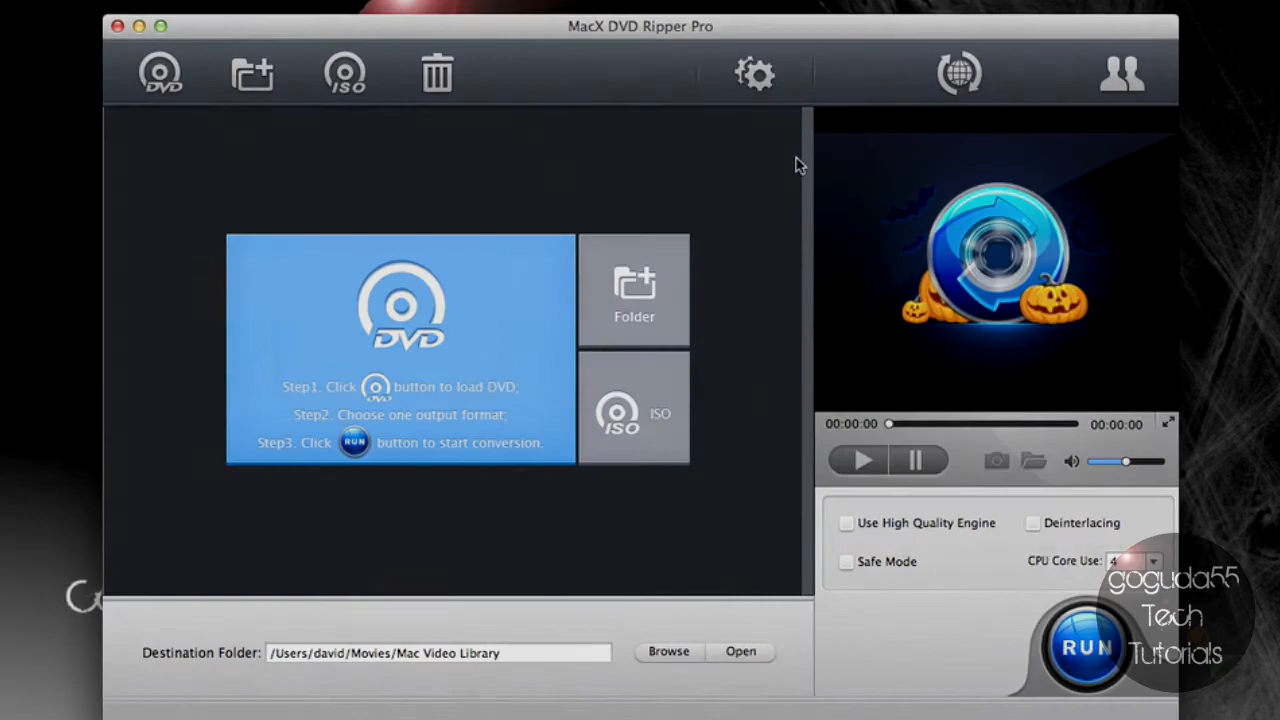 MacX DVD Ripper Pro
DVD
ISO
DVD
Folder
Step1. Click DVD button to load DVD;
Step2. Choose one output format;
Step3. Click RUN button to start conversion.
ISO ISO
00:00:00
00:00:00
Use High Quality Engine
Deinterlacing
Safe Mode
CPU Core Use: 4
goguda55
Tech
Tutorials
RUN
Destination Folder: /Users/david/Movies/Mac Video Library
Browse
Open